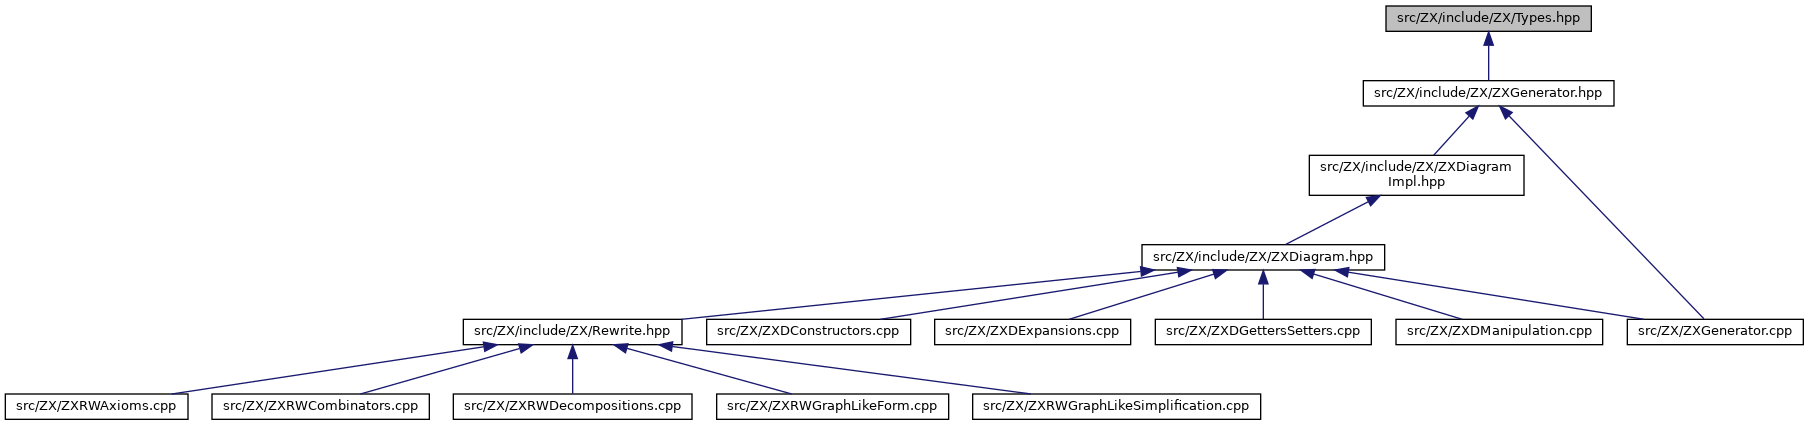 src/ZX/include/ZX/Types.hpp
src/ZX/include/ZX/ZXGenerator.hpp
src/ZX/include/ZX/ZXDiagram
Impl.hpp
src/ZX/include/ZX/ZXDiagram.hpp
src/ZX/include/ZX/Rewrite.hpp
src/ZX/ZXDConstructors.cpp
src/ZX/ZXDExpansions.cpp
src/ZX/ZXDGettersSetters.cpp
src/ZX/ZXDManipulation.cpp
src/ZX/ZXGenerator.cpp
src/ZX/ZXRWAxioms.cpp
src/ZX/ZXRWCombinators.cpp
src/ZX/ZXRWDecompositions.cpp
src/ZX/ZXRWGraphLikeForm.cpp
src/ZX/ZXRWGraphLikeSimplification.cpp